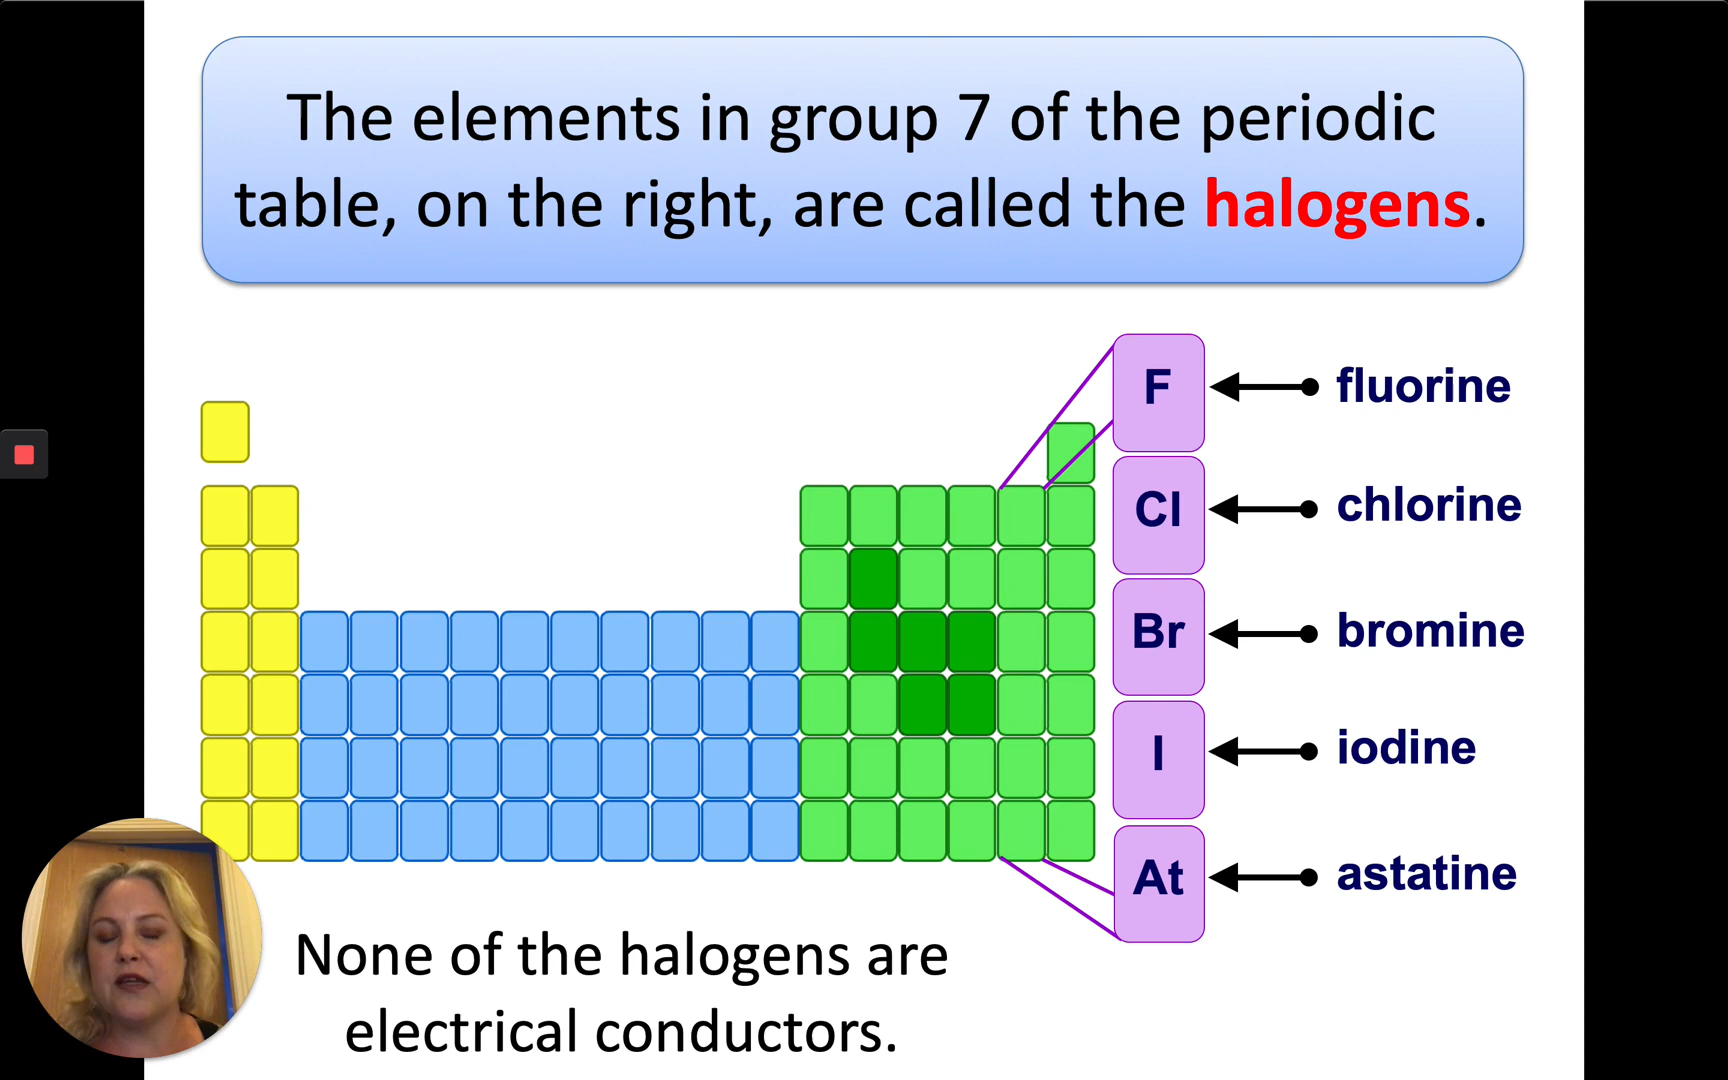 The elements in group 7 of the periodic
table, on the right, are called the halogens.
F fluorine
Cl chlorine
Br bromine
I iodine
At astatine
None of the halogens are
electrical conductors.